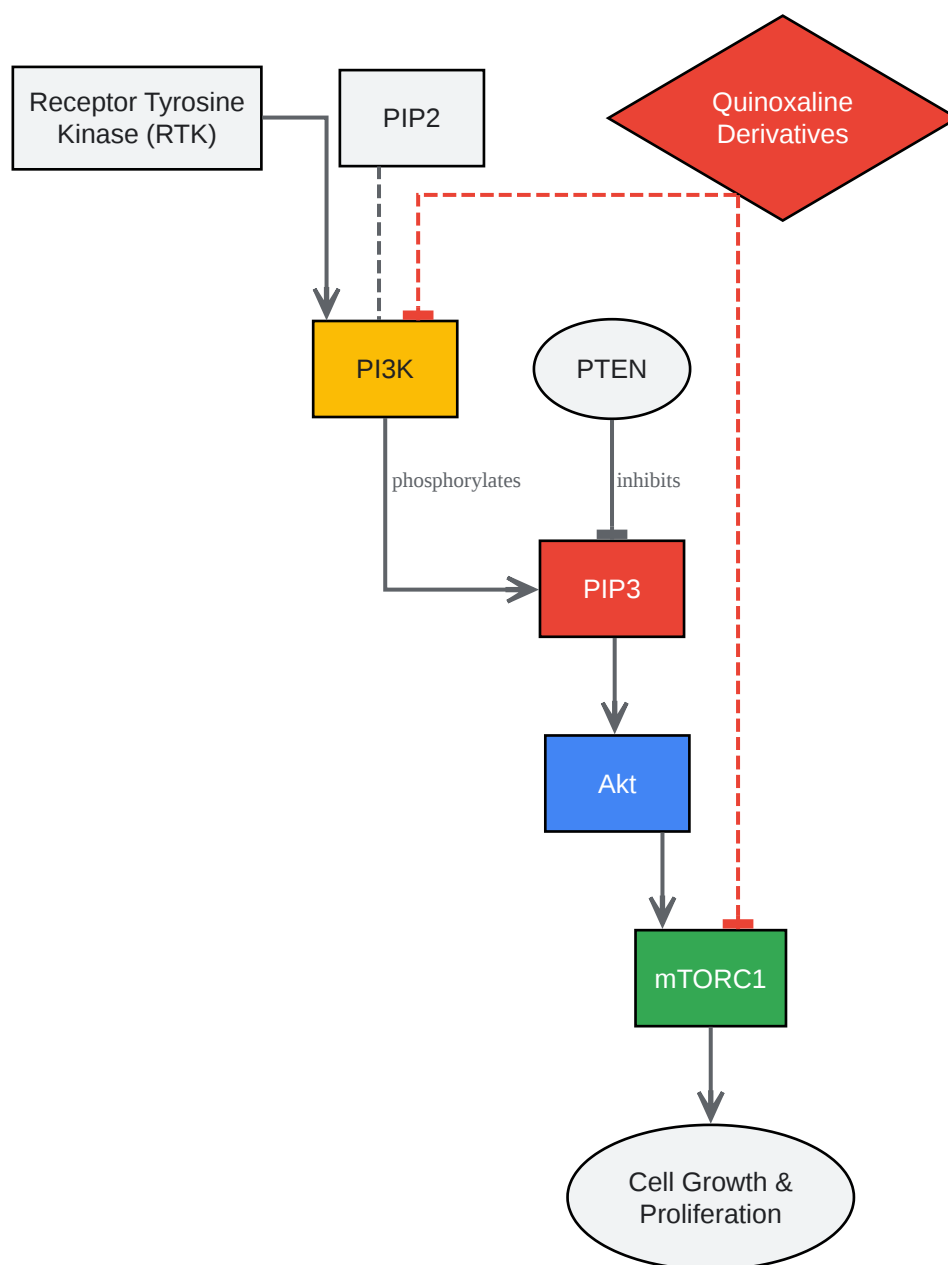 Receptor Tyrosine
Kinase (RTK)
PIP2
Quinoxaline
Derivatives
PI3K
PTEN
phosphorylates
inhibits
PIP3
Akt
mTORC1
Cell Growth &
Proliferation